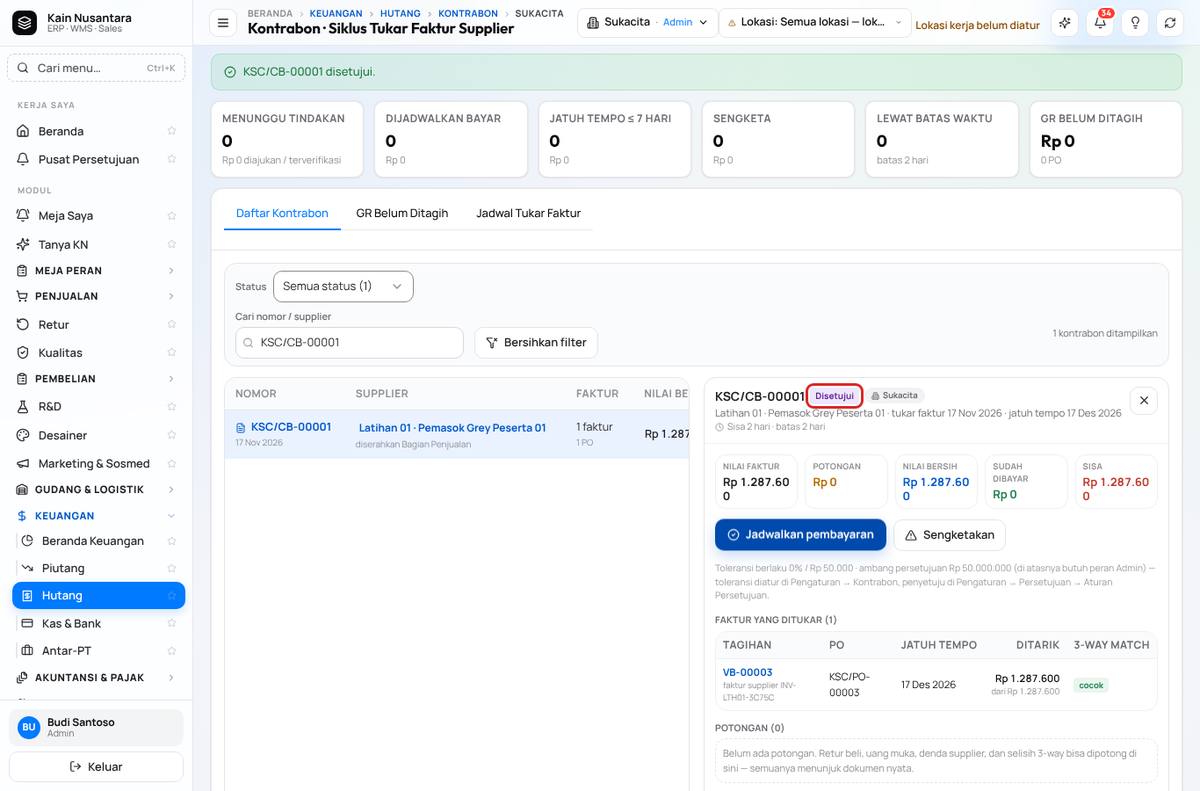 Kain Nusantara
ERP · WMS · Sales
Cari menu... Ctrl+K
KERJA SAYA
Beranda
Pusat Persetujuan
MODUL
Meja Saya
Tanya KN
MEJA PERAN
PENJUALAN
Retur
Kualitas
PEMBELIAN
R&D
Desainer
Marketing & Sosmed
GUDANG & LOGISTIK
KEUANGAN
Beranda Keuangan
Piutang
Hutang
Kas & Bank
Antar-PT
AKUNTANSI & PAJAK
BU
Budi Santoso
Admin
Keluar
BERANDA › KEUANGAN › HUTANG › KONTRABON › SUKACITA
Kontrabon · Siklus Tukar Faktur Supplier
Sukacita · Admin
Lokasi: Semua lokasi — lok...
Lokasi kerja belum diatur
34
KSC/CB-00001 disetujui.
MENUNGGU TINDAKAN
0
Rp 0 diajukan / terverifikasi
DIJADWALKAN BAYAR
0
Rp 0
JATUH TEMPO ≤ 7 HARI
0
Rp 0
SENGKETA
0
Rp 0
LEWAT BATAS WAKTU
0
batas 2 hari
GR BELUM DITAGIH
Rp 0
0 PO
Daftar Kontrabon GR Belum Ditagih Jadwal Tukar Faktur
Status Semua status (1)
Cari nomor / supplier
KSC/CB-00001
Bersihkan filter
1 kontrabon ditampilkan
NOMOR SUPPLIER FAKTUR NILAI BE
KSC/CB-00001 Latihan 01 · Pemasok Grey Peserta 01 1 faktur Rp 1.287
17 Nov 2026 diserahkan Bagian Penjualan 1 PO
KSC/CB-00001 Disetujui Sukacita
Latihan 01 · Pemasok Grey Peserta 01 · tukar faktur 17 Nov 2026 · jatuh tempo 17 Des 2026
Sisa 2 hari · batas 2 hari
NILAI FAKTUR
Rp 1.287.60
0
POTONGAN
Rp 0
NILAI BERSIH
Rp 1.287.60
0
SUDAH
DIBAYAR
Rp 0
SISA
Rp 1.287.60
0
Jadwalkan pembayaran Sengketakan
Toleransi berlaku 0% / Rp 50.000 · ambang persetujuan Rp 50.000.000 (di atasnya butuh peran Admin) —
toleransi diatur di Pengaturan → Kontrabon, penyetuju di Pengaturan → Persetujuan → Aturan
Persetujuan.
FAKTUR YANG DITUKAR (1)
TAGIHAN PO JATUH TEMPO DITARIK 3-WAY MATCH
VB-00003
faktur supplier INV-
LTH01-3C75C
KSC/PO-
00003
17 Des 2026
Rp 1.287.600
dari Rp 1.287.600
cocok
POTONGAN (0)
Belum ada potongan. Retur beli, uang muka, denda supplier, dan selisih 3-way bisa dipotong di
sini — semuanya menunjuk dokumen nyata.